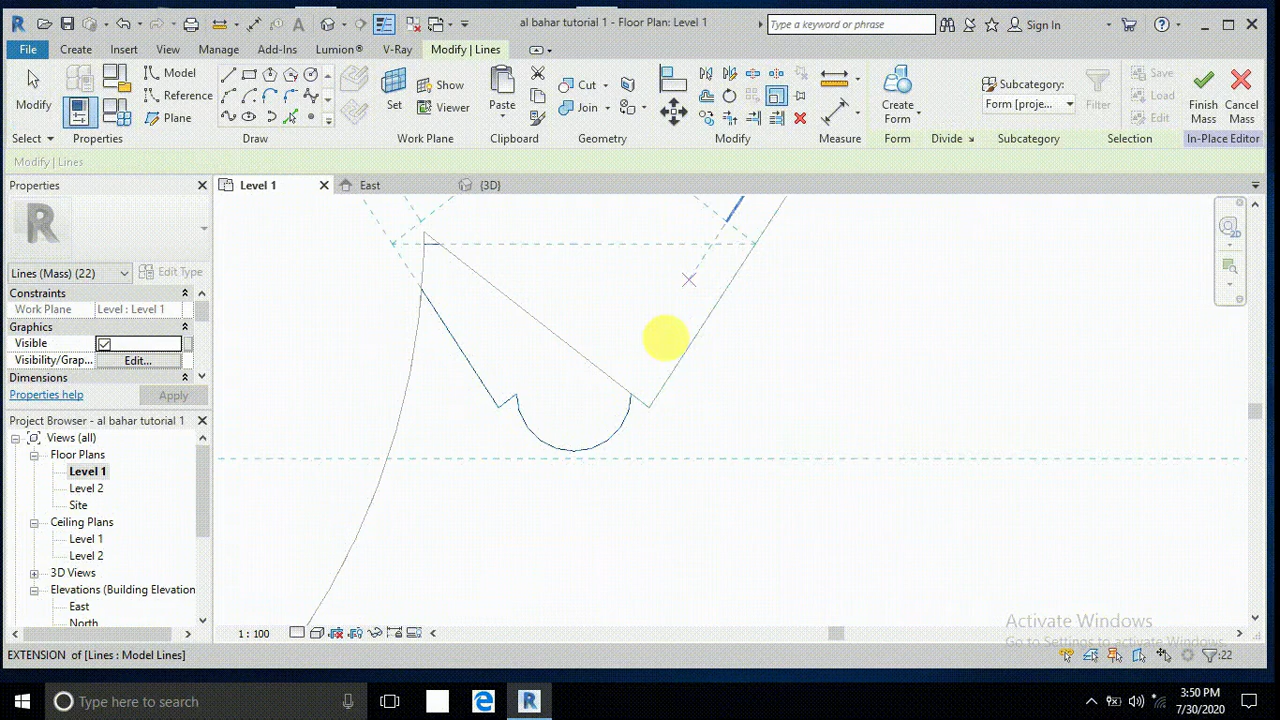 al bahar tutorial 1 - Floor Plan: Level 1
Type a keyword or phrase
Sign In
File
Create
Insert
View
Manage
Add-Ins
Lumion®
V-Ray
Modify | Lines
Modify
Model
Reference
Plane
Set
Show
Viewer
Paste
Cut
Join
Create Form
Subcategory:
Form [proje...
Filter
Save
Load
Edit
Finish Mass
Cancel Mass
Select
Properties
Draw
Work Plane
Clipboard
Geometry
Modify
Measure
Form
Divide
Subcategory
Selection
In-Place Editor
Modify | Lines
Properties
Level 1
East
{3D}
R
Lines (Mass) (22)
Edit Type
Constraints
Work Plane
Level : Level 1
Graphics
Visible
Visibility/Grap...
Edit...
Dimensions
Properties help
Apply
Project Browser - al bahar tutorial 1
Views (all)
Floor Plans
Level 1
Level 2
Site
Ceiling Plans
Level 1
Level 2
3D Views
Elevations (Building Elevation
East
North
1 : 100
Activate Windows
Go to Settings to activate Windows.
EXTENSION of [Lines : Model Lines]
:22
Type here to search
3:50 PM
7/30/2020